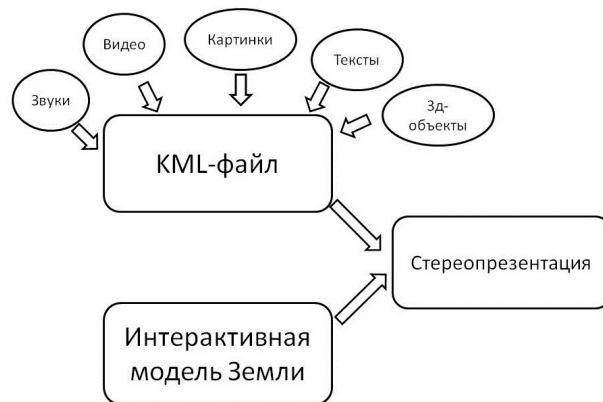 Звуки
Видео
Картинки
Тексты
3д-
объекты
KML-файл
Стереопрезентация
Интерактивная
модель Земли